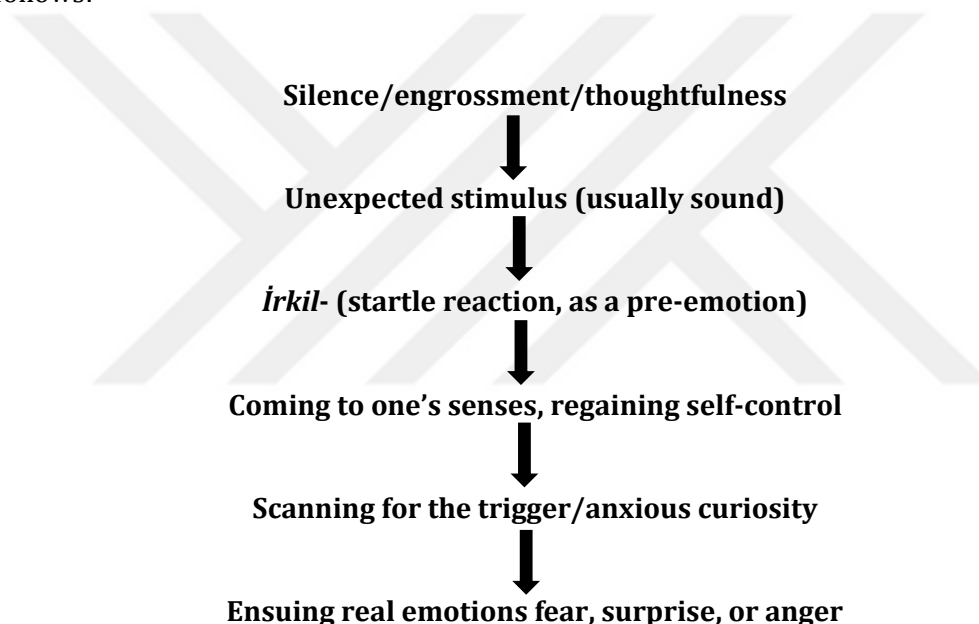 follows:
Silence/engrossment/thoughtfulness
Unexpected stimulus (usually sound)
İrkil- (startle reaction, as a pre-emotion)
Coming to one’s senses, regaining self-control
Scanning for the trigger/anxious curiosity
Ensuing real emotions fear, surprise, or anger